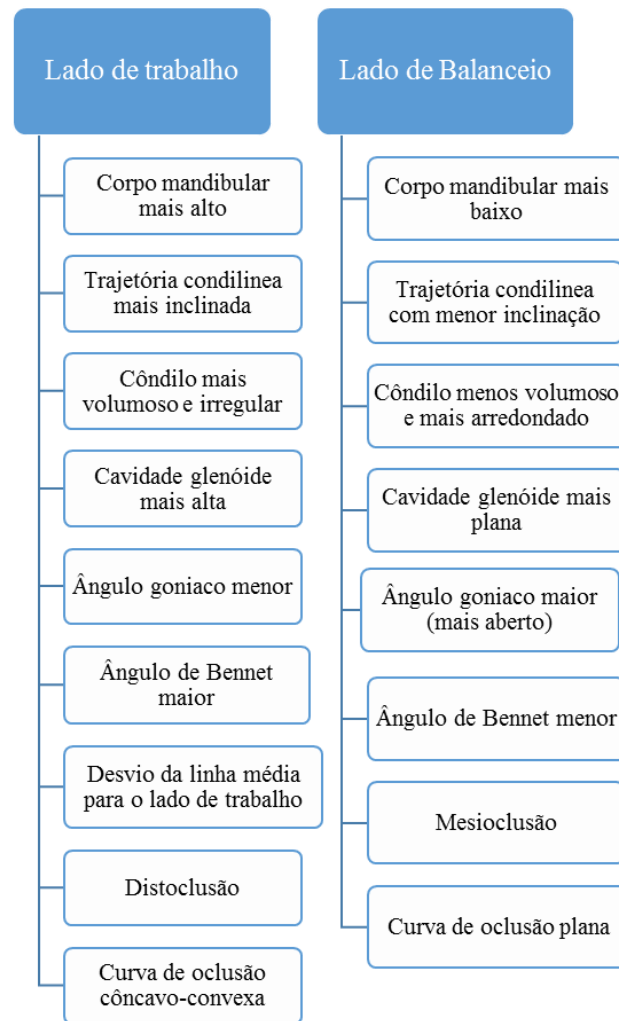 Lado de trabalho
Corpo mandibular
mais alto
Trajetória condilinea
mais inclinada
Côndilo mais
volumoso e irregular
Cavidade glenóide
mais alta
Ângulo goniaco menor
Ângulo de Bennet
maior
Desvio da linha média
para o lado de trabalho
Distoclusão
Curva de oclusão
côncavo-convexa
Lado de Balanceio
Corpo mandibular mais
baixo
Trajetória condilinea
com menor inclinação
Côndilo menos volumoso
e mais arredondado
Cavidade glenóide mais
plana
Ângulo goniaco maior
(mais aberto)
Ângulo de Bennet menor
Mesioclusão
Curva de oclusão plana